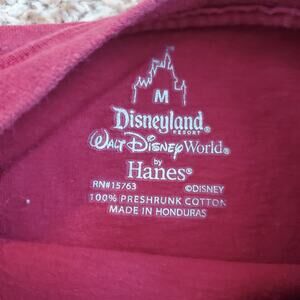 M
Disneyland®
RESORT
WALT DISNEY World®
by
Hanes®
RN#15763 ©DISNEY
100% PRESHRUNK COTTON
MADE IN HONDURAS